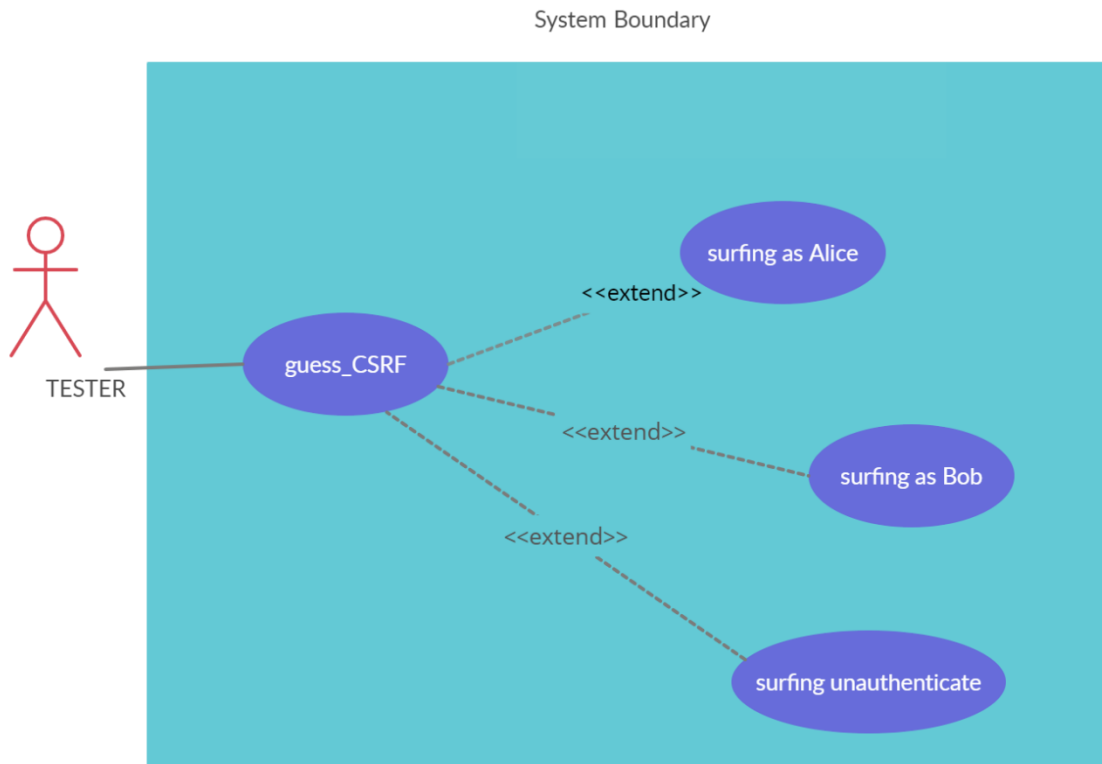 System Boundary
surfing as Alice
<<extend>>
guess_CSRF
TESTER
<<extend>>
surfing as Bob
<<extend>>
surfing unauthenticate